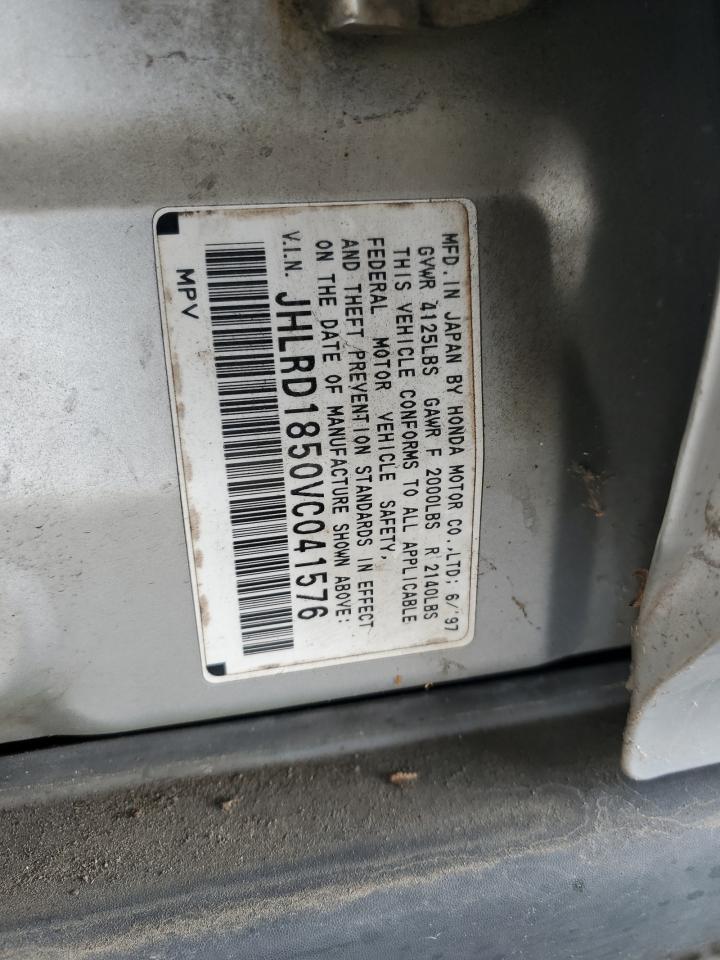 MFD. IN JAPAN BY HONDA MOTOR CO.,LTD; 6/'97
GVWR 4125LBS GAWR F 2000LBS R 2140LBS
THIS VEHICLE CONFORMS TO ALL APPLICABLE
FEDERAL MOTOR VEHICLE SAFETY,
AND THEFT PREVENTION STANDARDS IN EFFECT
ON THE DATE OF MANUFACTURE SHOWN ABOVE:
V.I.N. JHLRD1850VC041576
MPV